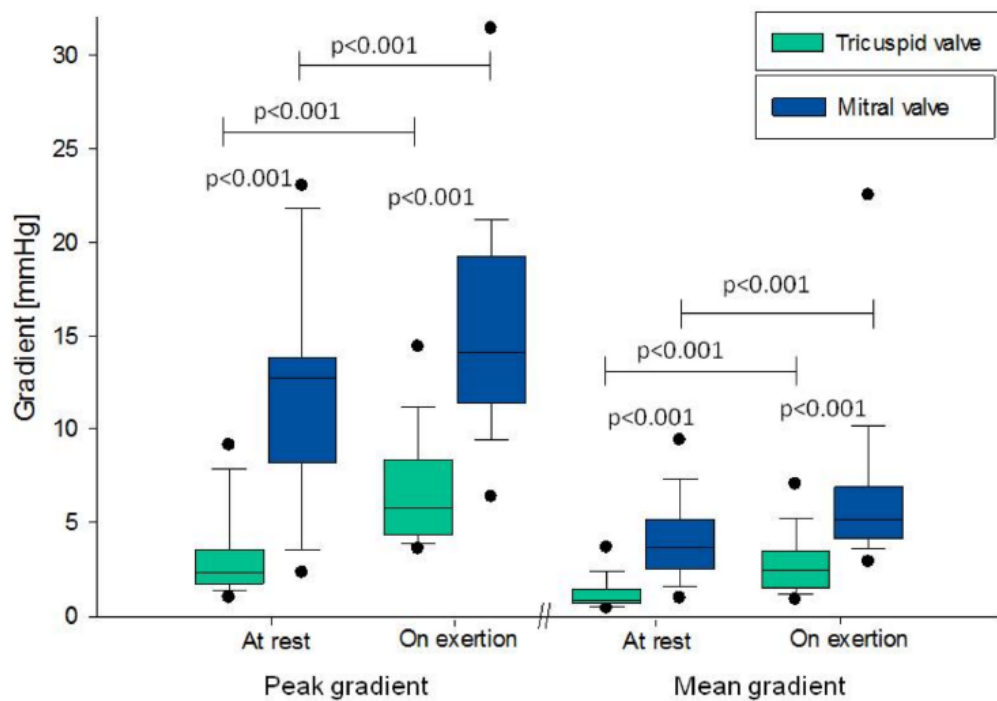 Gradient [mmHg]
30
25
20
15
10
5
0
Tricuspid valve
Mitral valve
p<0.001
p<0.001
p<0.001
p<0.001
p<0.001
p<0.001
p<0.001
p<0.001
At rest
On exertion
At rest
On exertion
Peak gradient
Mean gradient